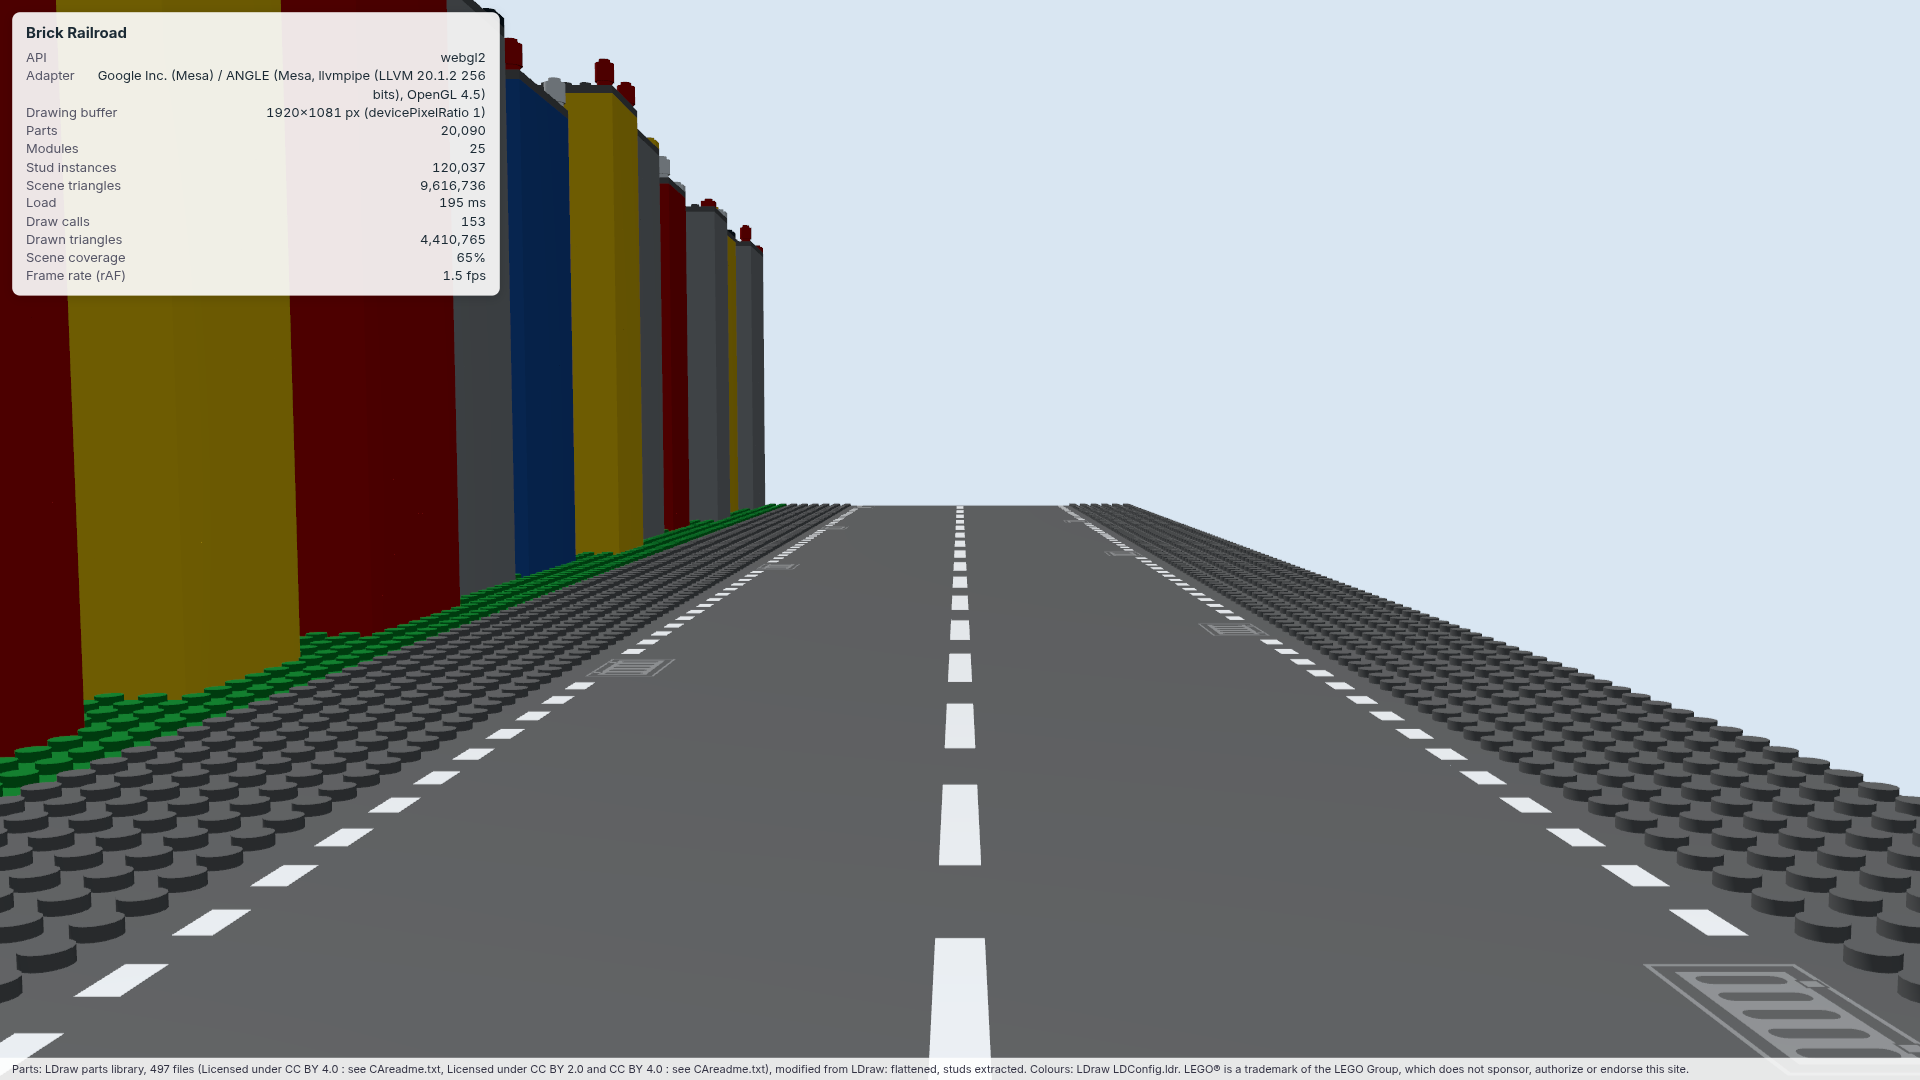 Brick Railroad
API webgl2
Adapter Google Inc. (Mesa) / ANGLE (Mesa, llvmpipe (LLVM 20.1.2 256
bits), OpenGL 4.5)
Drawing buffer 1920×1081 px (devicePixelRatio 1)
Parts 20,090
Modules 25
Stud instances 120,037
Scene triangles 9,616,736
Load 195 ms
Draw calls 153
Drawn triangles 4,410,765
Scene coverage 65%
Frame rate (rAF) 1.5 fps
Parts: LDraw parts library, 497 files (Licensed under CC BY 4.0 : see CAreadme.txt, Licensed under CC BY 2.0 and CC BY 4.0 : see CAreadme.txt), modified from LDraw: flattened, studs extracted. Colours: LDraw LDConfig.ldr. LEGO® is a trademark of the LEGO Group, which does not sponsor, authorize or endorse this site.